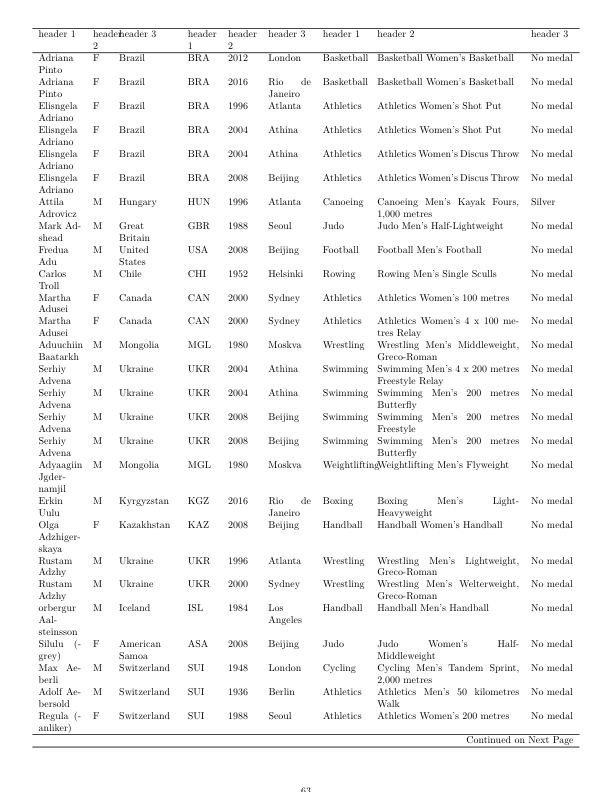 header 1 header 2 header 3 header 1 header 2 header 3 header 1 header 2 header 3
Adriana Pinto F Brazil BRA 2012 London Basketball Basketball Women's Basketball No medal
Adriana Pinto F Brazil BRA 2016 Rio de Janeiro Basketball Basketball Women's Basketball No medal
Elisngela Adriano F Brazil BRA 1996 Atlanta Athletics Athletics Women's Shot Put No medal
Elisngela Adriano F Brazil BRA 2004 Athina Athletics Athletics Women's Shot Put No medal
Elisngela Adriano F Brazil BRA 2004 Athina Athletics Athletics Women's Discus Throw No medal
Elisngela Adriano F Brazil BRA 2008 Beijing Athletics Athletics Women's Discus Throw No medal
Attila Adrovicz M Hungary HUN 1996 Atlanta Canoeing Canoeing Men's Kayak Fours, 1,000 metres Silver
Mark Ad-shead M Great Britain GBR 1988 Seoul Judo Judo Men's Half-Lightweight No medal
Fredua Adu M United States USA 2008 Beijing Football Football Men's Football No medal
Carlos Troll M Chile CHI 1952 Helsinki Rowing Rowing Men's Single Sculls No medal
Martha Adusei F Canada CAN 2000 Sydney Athletics Athletics Women's 100 metres No medal
Martha Adusei F Canada CAN 2000 Sydney Athletics Athletics Women's 4 x 100 me-tres Relay No medal
Aduuchiin Baatarkh M Mongolia MGL 1980 Moskva Wrestling Wrestling Men's Middleweight, Greco-Roman No medal
Serhiy Advena M Ukraine UKR 2004 Athina Swimming Swimming Men's 4 x 200 metres Freestyle Relay No medal
Serhiy Advena M Ukraine UKR 2004 Athina Swimming Swimming Men's 200 metres Butterfly No medal
Serhiy Advena M Ukraine UKR 2008 Beijing Swimming Swimming Men's 200 metres Freestyle No medal
Serhiy Advena M Ukraine UKR 2008 Beijing Swimming Swimming Men's 200 metres Butterfly No medal
Adyaagiin Jgder-namjil M Mongolia MGL 1980 Moskva Weightlifting Weightlifting Men's Flyweight No medal
Erkin Uulu M Kyrgyzstan KGZ 2016 Rio de Janeiro Boxing Boxing Men's Light-Heavyweight No medal
Olga Adzhiger-skaya F Kazakhstan KAZ 2008 Beijing Handball Handball Women's Handball No medal
Rustam Adzhy M Ukraine UKR 1996 Atlanta Wrestling Wrestling Men's Lightweight, Greco-Roman No medal
Rustam Adzhy M Ukraine UKR 2000 Sydney Wrestling Wrestling Men's Welterweight, Greco-Roman No medal
orbergur Aal-steinsson M Iceland ISL 1984 Los Angeles Handball Handball Men's Handball No medal
Silulu (-grey) F American Samoa ASA 2008 Beijing Judo Judo Women's Half-Middleweight No medal
Max Ae-berli M Switzerland SUI 1948 London Cycling Cycling Men's Tandem Sprint, 2,000 metres No medal
Adolf Ae-bersold M Switzerland SUI 1936 Berlin Athletics Athletics Men's 50 kilometres Walk No medal
Regula (-anliker) F Switzerland SUI 1988 Seoul Athletics Athletics Women's 200 metres No medal
Continued on Next Page
63